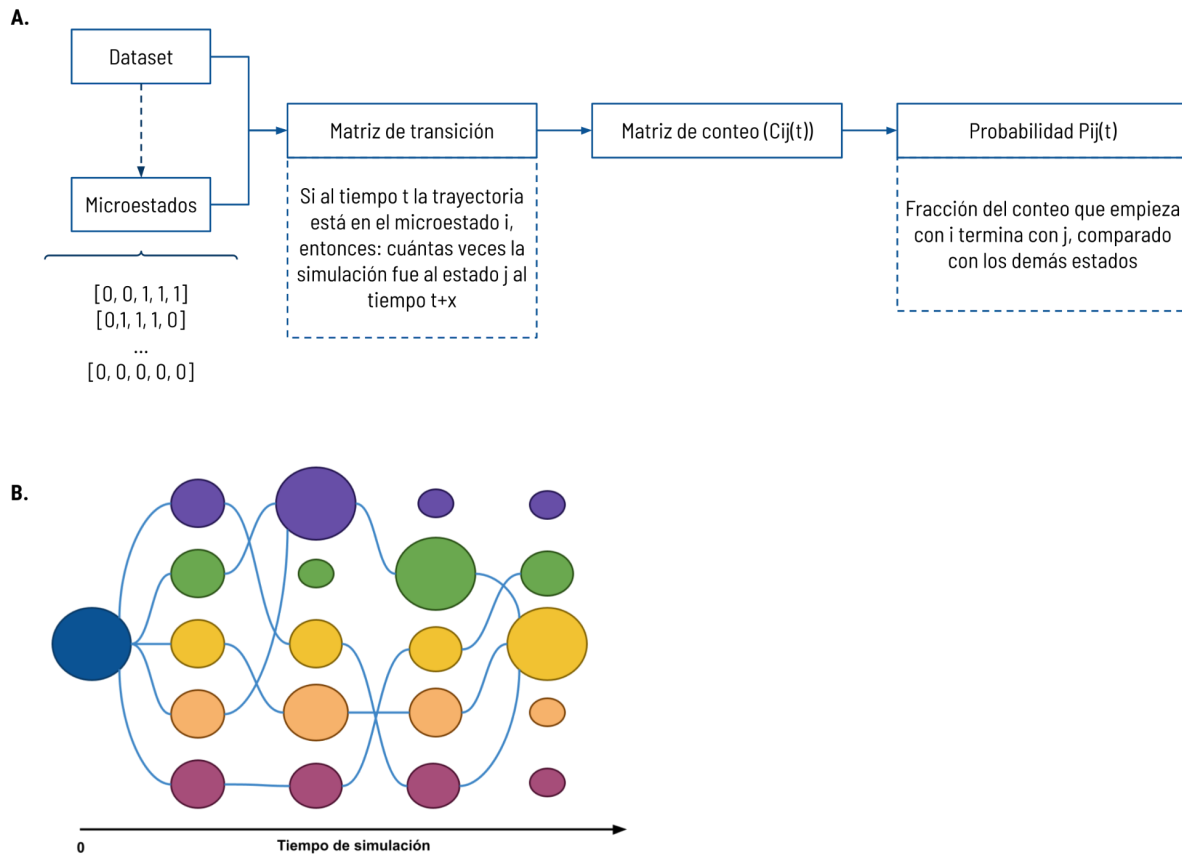 A.
Dataset
Microestados
[0, 0, 1, 1, 1]
[0,1, 1, 1, 0]
...
[0, 0, 0, 0, 0]
Matriz de transición
Si al tiempo t la trayectoria
está en el microestado i,
entonces: cuántas veces la
simulación fue al estado j al
tiempo t+x
Matriz de conteo (Cij(t))
Probabilidad Pij(t)
Fracción del conteo que empieza
con i termina con j, comparado
con los demás estados
B.
0
Tiempo de simulación